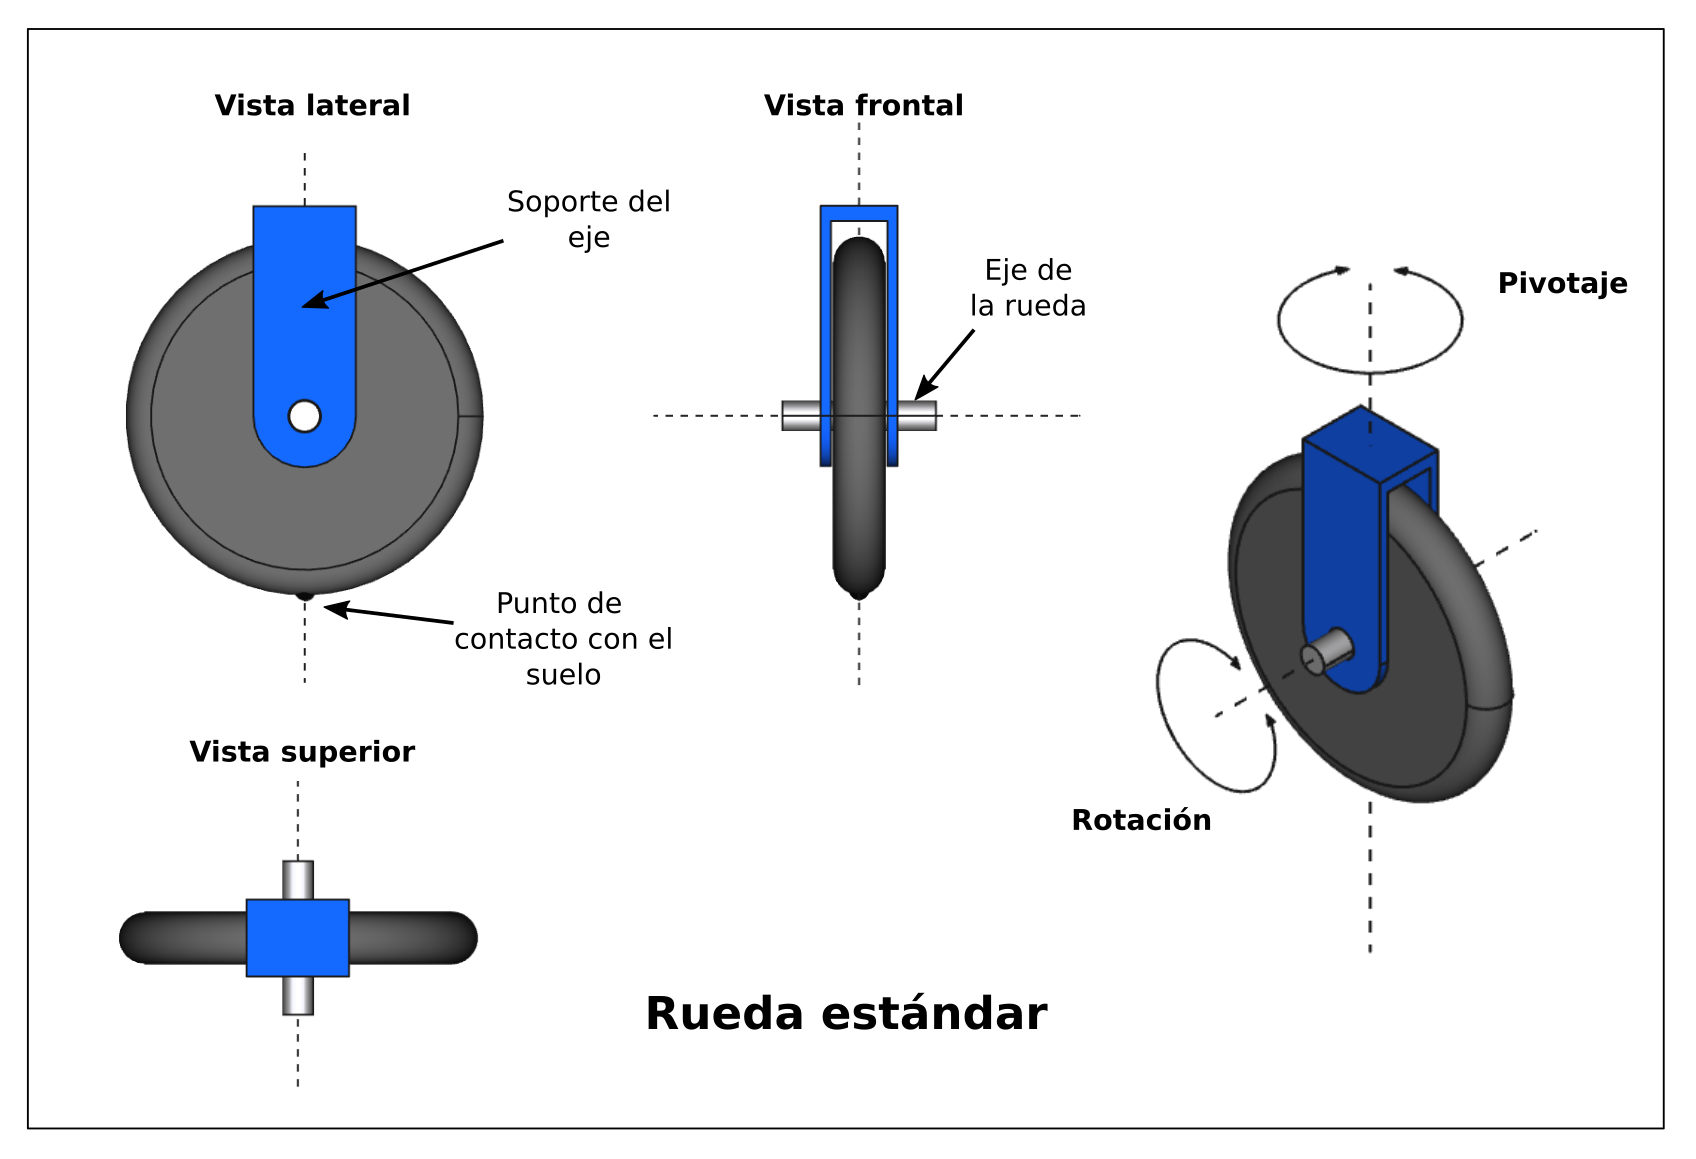 Vista lateral
Vista frontal
Soporte del
eje
Eje de
la rueda
Pivotaje
Punto de
contacto con el
suelo
Vista superior
Rotación
Rueda estándar